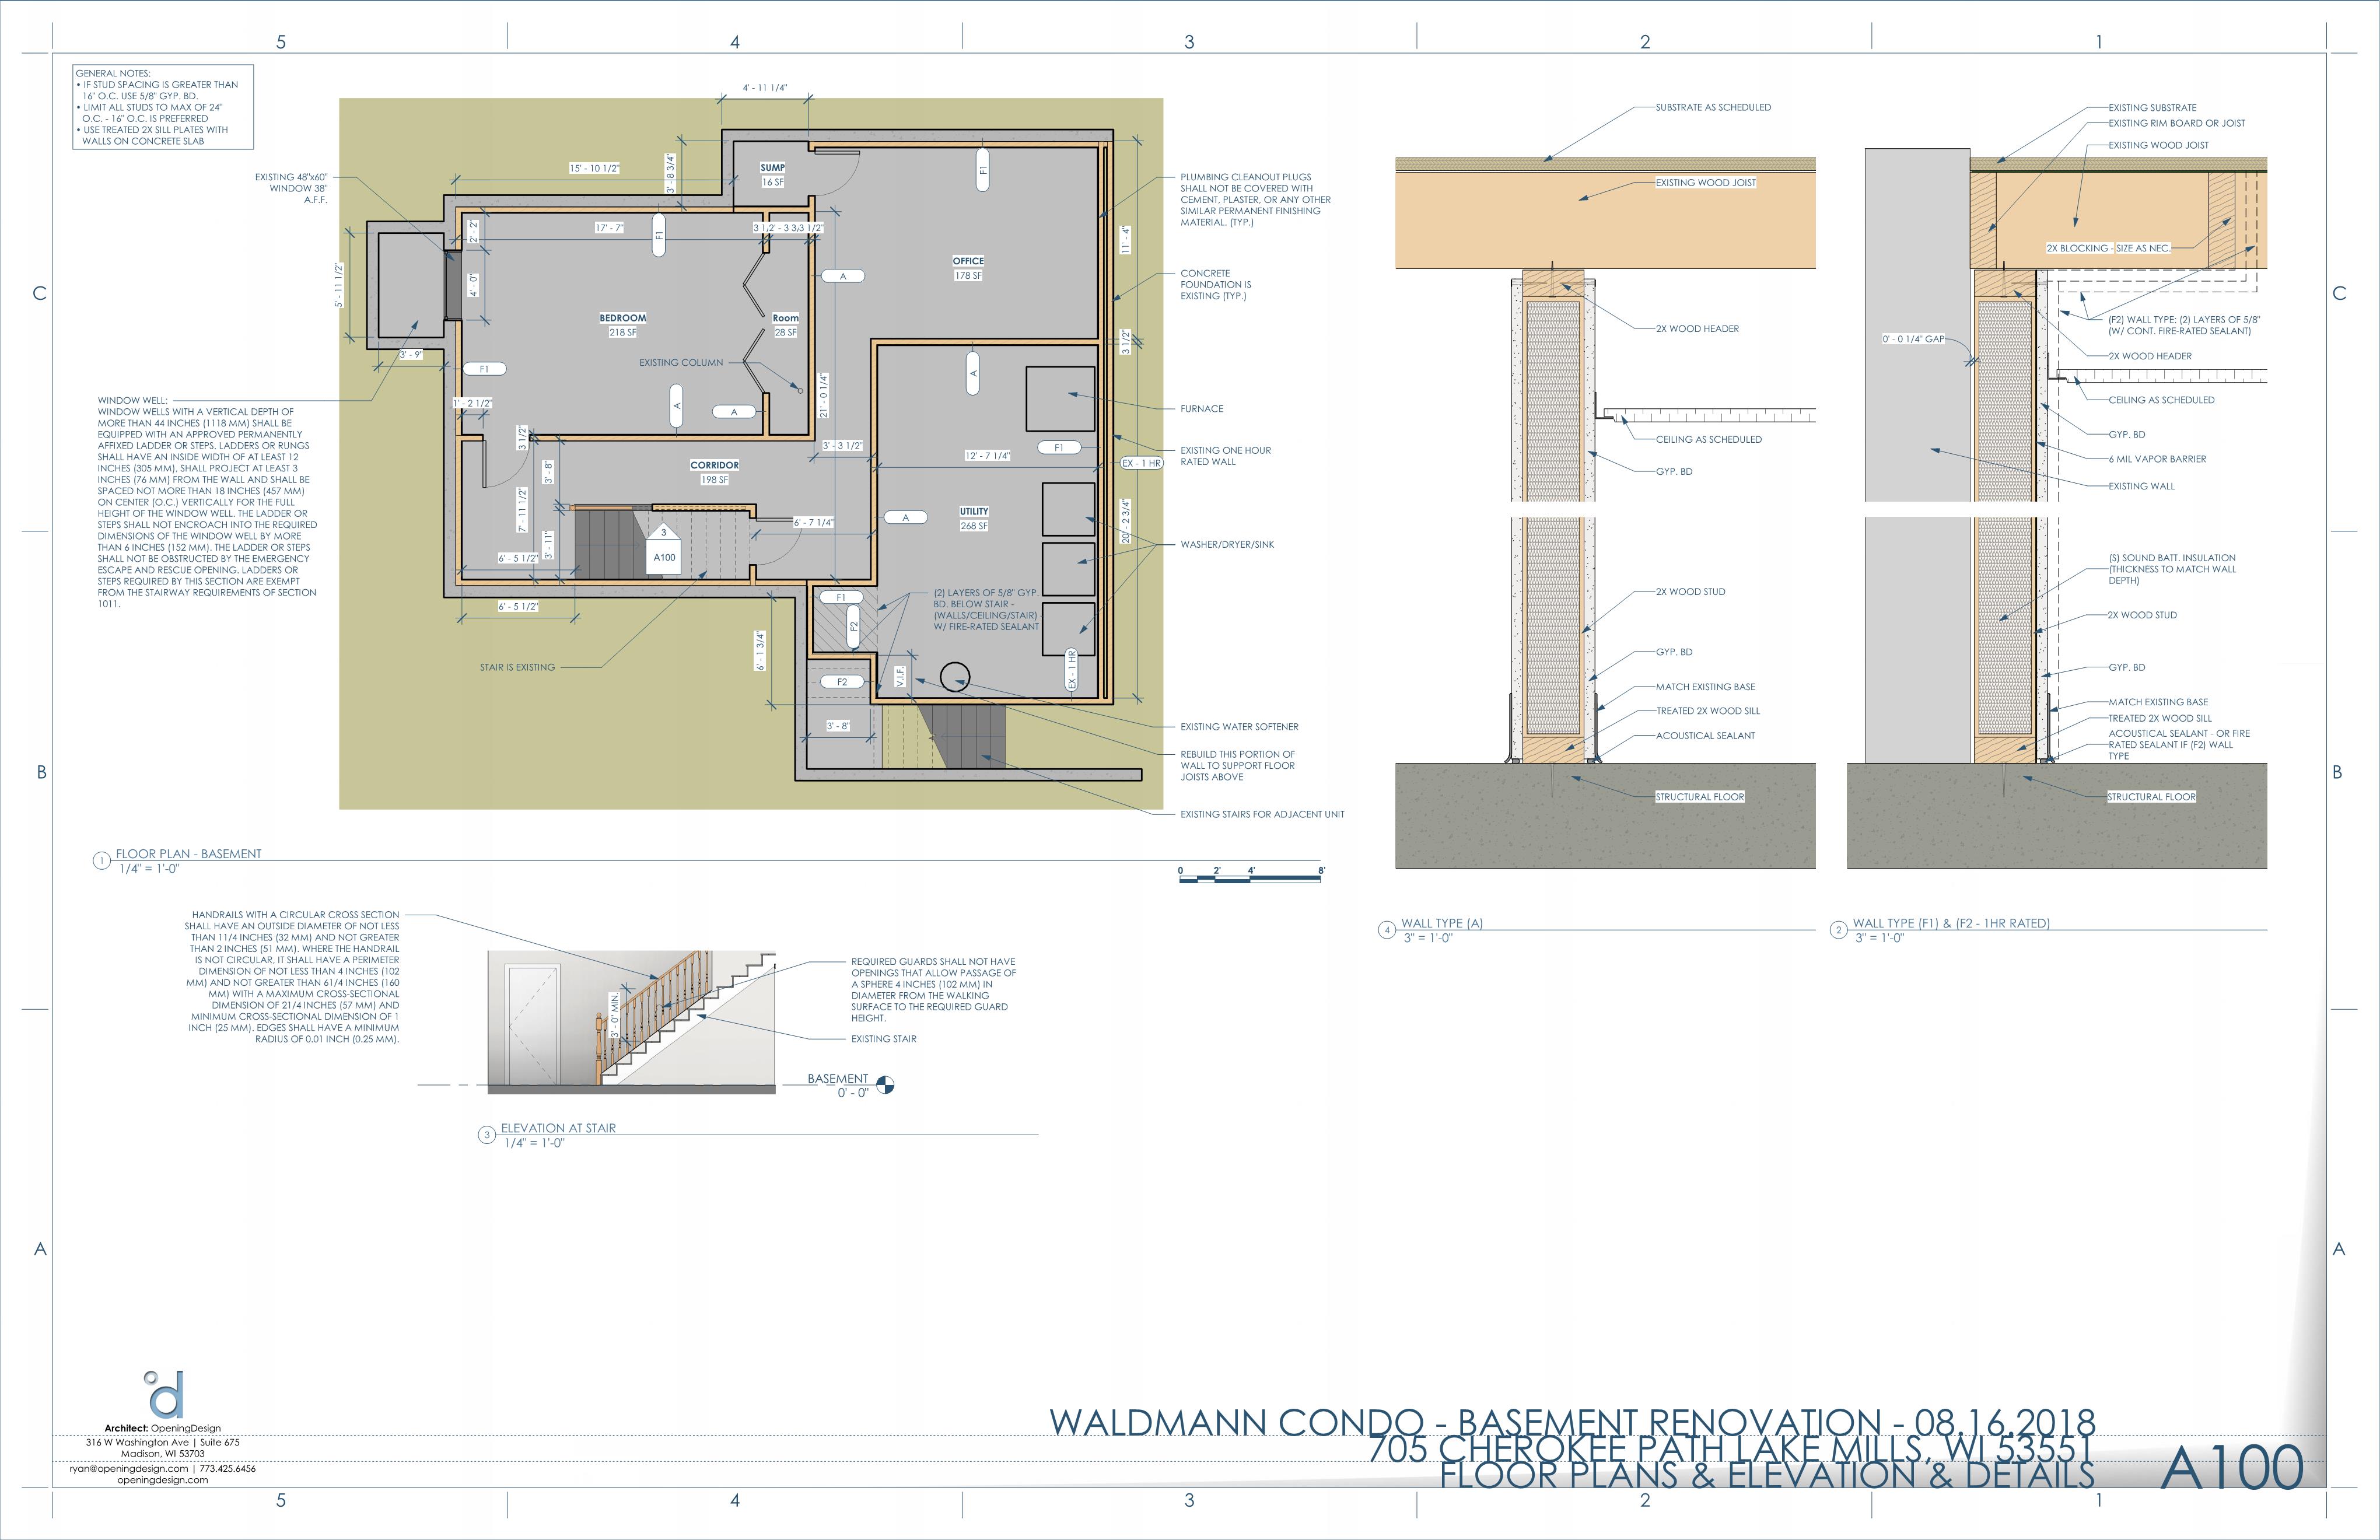 5
4
3
2
1
GENERAL NOTES:
• IF STUD SPACING IS GREATER THAN
16" O.C. USE 5/8" GYP. BD.
• LIMIT ALL STUDS TO MAX OF 24"
O.C. - 16" O.C. IS PREFERRED
• USE TREATED 2X SILL PLATES WITH
WALLS ON CONCRETE SLAB
EXISTING 48"x60"
WINDOW 38"
A.F.F.
C
WINDOW WELL:
WINDOW WELLS WITH A VERTICAL DEPTH OF
MORE THAN 44 INCHES (1118 MM) SHALL BE
EQUIPPED WITH AN APPROVED PERMANENTLY
AFFIXED LADDER OR STEPS. LADDERS OR RUNGS
SHALL HAVE AN INSIDE WIDTH OF AT LEAST 12
INCHES (305 MM), SHALL PROJECT AT LEAST 3
INCHES (76 MM) FROM THE WALL AND SHALL BE
SPACED NOT MORE THAN 18 INCHES (457 MM)
ON CENTER (O.C.) VERTICALLY FOR THE FULL
HEIGHT OF THE WINDOW WELL. THE LADDER OR
STEPS SHALL NOT ENCROACH INTO THE REQUIRED
DIMENSIONS OF THE WINDOW WELL BY MORE
THAN 6 INCHES (152 MM). THE LADDER OR STEPS
SHALL NOT BE OBSTRUCTED BY THE EMERGENCY
ESCAPE AND RESCUE OPENING. LADDERS OR
STEPS REQUIRED BY THIS SECTION ARE EXEMPT
FROM THE STAIRWAY REQUIREMENTS OF SECTION
1011.
4' - 11 1/4"
15' - 10 1/2"
3' - 8 3/4"
SUMP
16 SF
F1
2' - 2"
17' - 7"
F1
3 1/2"
11' - 4"
A
OFFICE
178 SF
5' - 11 1/2"
4' - 0"
BEDROOM
218 SF
Room
28 SF
3' - 9"
F1
EXISTING COLUMN
3 1/2"
A
1' - 2 1/2"
A
A
21' - 0 1/4"
3 1/2"
3' - 3 1/2"
F1
12' - 7 1/4"
EX - 1 HR
CORRIDOR
198 SF
3' - 8"
7' - 11 1/2"
3' - 11"
6' - 7 1/4"
A
UTILITY
268 SF
20' - 2 3/4"
3
A100
6' - 5 1/2"
6' - 5 1/2"
F1
F2
(2) LAYERS OF 5/8" GYP.
BD. BELOW STAIR -
(WALLS/CEILING/STAIR)
W/ FIRE-RATED SEALANT
STAIR IS EXISTING
6' - 1 3/4"
F2
V.I.F.
EX - 1 HR
3' - 8"
PLUMBING CLEANOUT PLUGS
SHALL NOT BE COVERED WITH
CEMENT, PLASTER, OR ANY OTHER
SIMILAR PERMANENT FINISHING
MATERIAL. (TYP.)
CONCRETE
FOUNDATION IS
EXISTING (TYP.)
FURNACE
EXISTING ONE HOUR
RATED WALL
WASHER/DRYER/SINK
EXISTING WATER SOFTENER
REBUILD THIS PORTION OF
WALL TO SUPPORT FLOOR
JOISTS ABOVE
EXISTING STAIRS FOR ADJACENT UNIT
1
FLOOR PLAN - BASEMENT
1/4" = 1'-0"
0 2' 4' 8'
SUBSTRATE AS SCHEDULED
EXISTING WOOD JOIST
2X WOOD HEADER
CEILING AS SCHEDULED
GYP. BD
2X WOOD STUD
GYP. BD
MATCH EXISTING BASE
TREATED 2X WOOD SILL
ACOUSTICAL SEALANT
STRUCTURAL FLOOR
4
WALL TYPE (A)
3" = 1'-0"
EXISTING SUBSTRATE
EXISTING RIM BOARD OR JOIST
EXISTING WOOD JOIST
2X BLOCKING - SIZE AS NEC.
(F2) WALL TYPE: (2) LAYERS OF 5/8"
(W/ CONT. FIRE-RATED SEALANT)
0' - 0 1/4" GAP
2X WOOD HEADER
CEILING AS SCHEDULED
GYP. BD
6 MIL VAPOR BARRIER
EXISTING WALL
(S) SOUND BATT. INSULATION
(THICKNESS TO MATCH WALL
DEPTH)
2X WOOD STUD
GYP. BD
MATCH EXISTING BASE
TREATED 2X WOOD SILL
ACOUSTICAL SEALANT - OR FIRE
RATED SEALANT IF (F2) WALL
TYPE
STRUCTURAL FLOOR
2
WALL TYPE (F1) & (F2 - 1HR RATED)
3" = 1'-0"
C
B
B
HANDRAILS WITH A CIRCULAR CROSS SECTION
SHALL HAVE AN OUTSIDE DIAMETER OF NOT LESS
THAN 11/4 INCHES (32 MM) AND NOT GREATER
THAN 2 INCHES (51 MM). WHERE THE HANDRAIL
IS NOT CIRCULAR, IT SHALL HAVE A PERIMETER
DIMENSION OF NOT LESS THAN 4 INCHES (102
MM) AND NOT GREATER THAN 61/4 INCHES (160
MM) WITH A MAXIMUM CROSS-SECTIONAL
DIMENSION OF 21/4 INCHES (57 MM) AND
MINIMUM CROSS-SECTIONAL DIMENSION OF 1
INCH (25 MM). EDGES SHALL HAVE A MINIMUM
RADIUS OF 0.01 INCH (0.25 MM).
3' - 0" MIN.
REQUIRED GUARDS SHALL NOT HAVE
OPENINGS THAT ALLOW PASSAGE OF
A SPHERE 4 INCHES (102 MM) IN
DIAMETER FROM THE WALKING
SURFACE TO THE REQUIRED GUARD
HEIGHT.
EXISTING STAIR
BASEMENT
0' - 0"
3
ELEVATION AT STAIR
1/4" = 1'-0"
A
A
d
Architect: OpeningDesign
316 W Washington Ave | Suite 675
Madison, WI 53703
ryan@openingdesign.com | 773.425.6456
openingdesign.com
WALDMANN CONDO - BASEMENT RENOVATION - 08.16.2018
705 CHEROKEE PATH LAKE MILLS, WI 53551
FLOOR PLANS & ELEVATION & DETAILS
A100
5
4
3
2
1